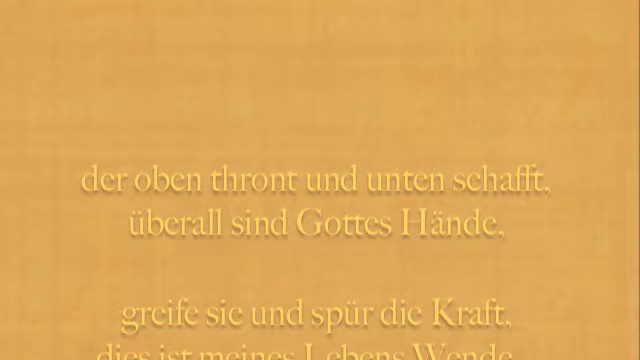 der oben thront und unten schafft,
überall sind Gottes Hände,
greife sie und spür die Kraft,
dies ist meines Lebens Wende